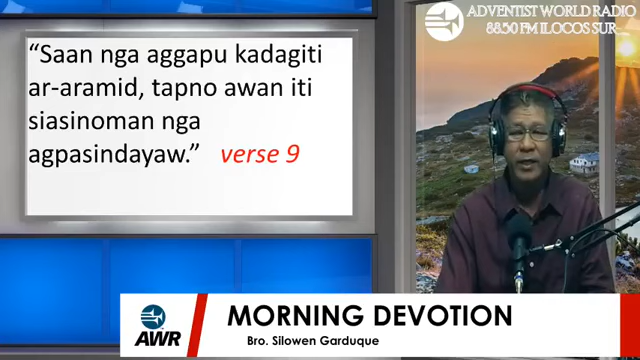 ADVENTIST WORLD RADIO
88.50 FM ILOCOS SUR
“Saan nga aggapu kadagiti
ar-aramid, tapno awan iti
siasinoman nga
agpasindayaw.” verse 9
MORNING DEVOTION
Bro. Silowen Garduque
AWR